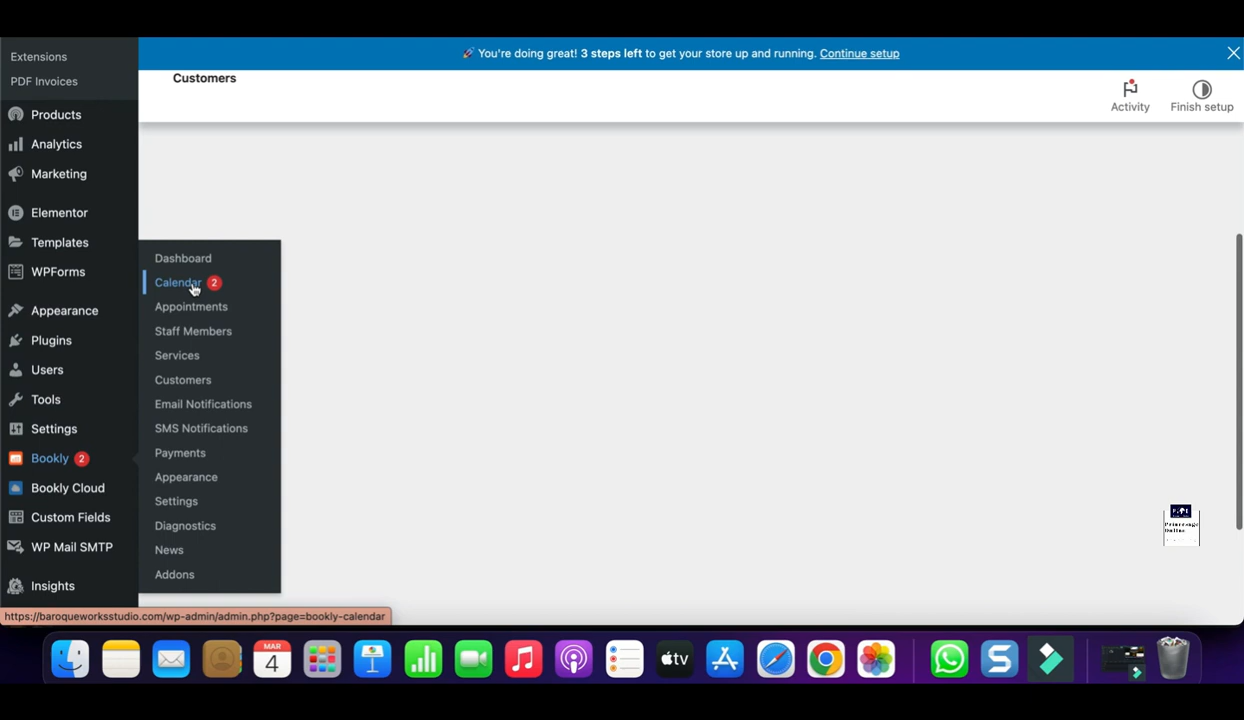 Extensions
PDF Invoices
Products
Analytics
Marketing
Elementor
Templates
WPForms
Appearance
Plugins
Users
Tools
Settings
Bookly 2
Bookly Cloud
Custom Fields
WP Mail SMTP
Insights
🚀 You're doing great! 3 steps left to get your store up and running. Continue setup
Customers
Activity
Finish setup
Dashboard
Calendar 2
Appointments
Staff Members
Services
Customers
Email Notifications
SMS Notifications
Payments
Appearance
Settings
Diagnostics
News
Addons
https://baroqueworksstudio.com/wp-admin/admin.php?page=bookly-calendar
MAR
4
tv